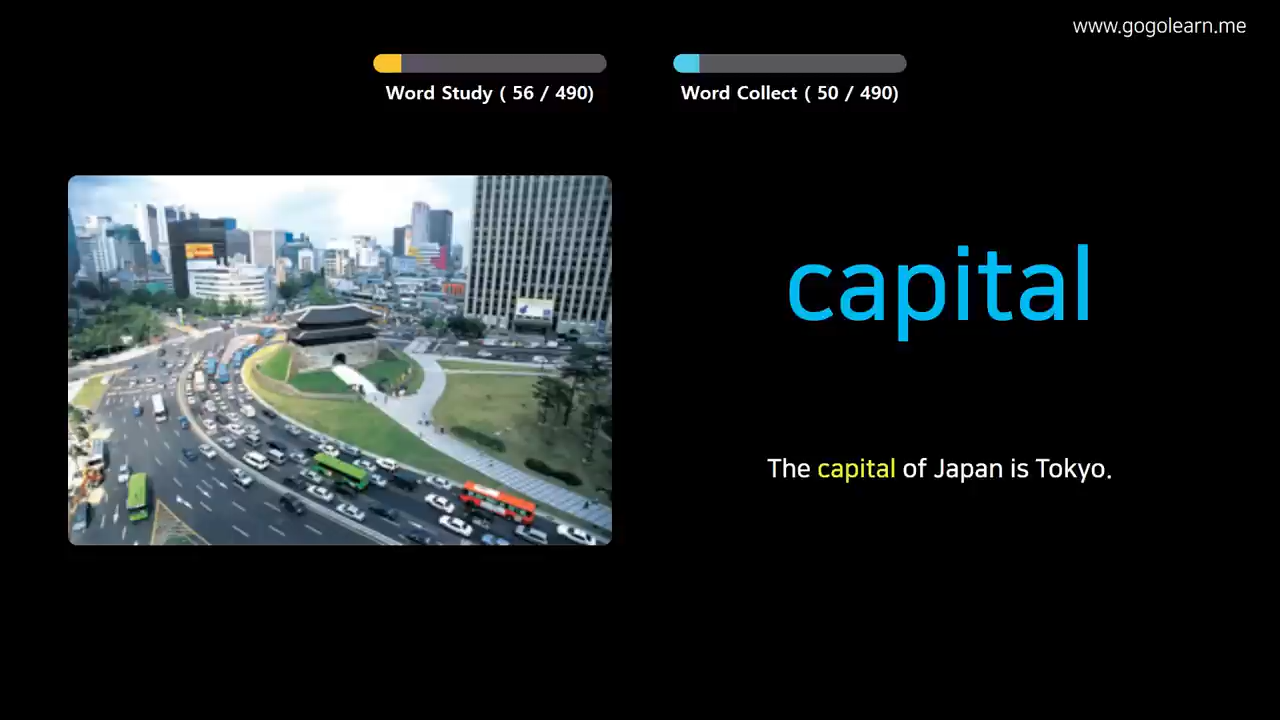 www.gogolearn.me
Word Study ( 56 / 490)
Word Collect ( 50 / 490)
capital
The capital of Japan is Tokyo.